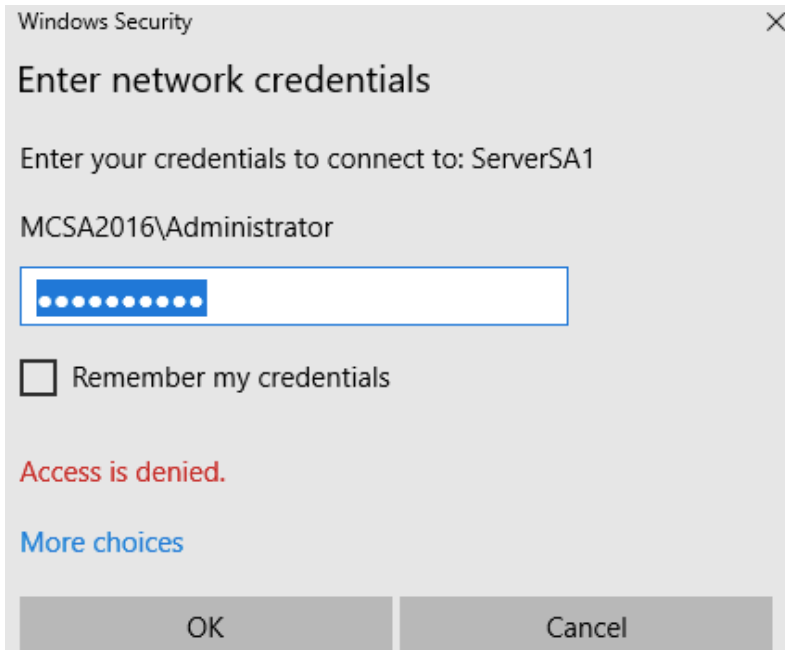 Windows Security
Enter network credentials
Enter your credentials to connect to: ServerSA1
MCSA2016\Administrator
••••••••••
Remember my credentials
Access is denied.
More choices
OK Cancel